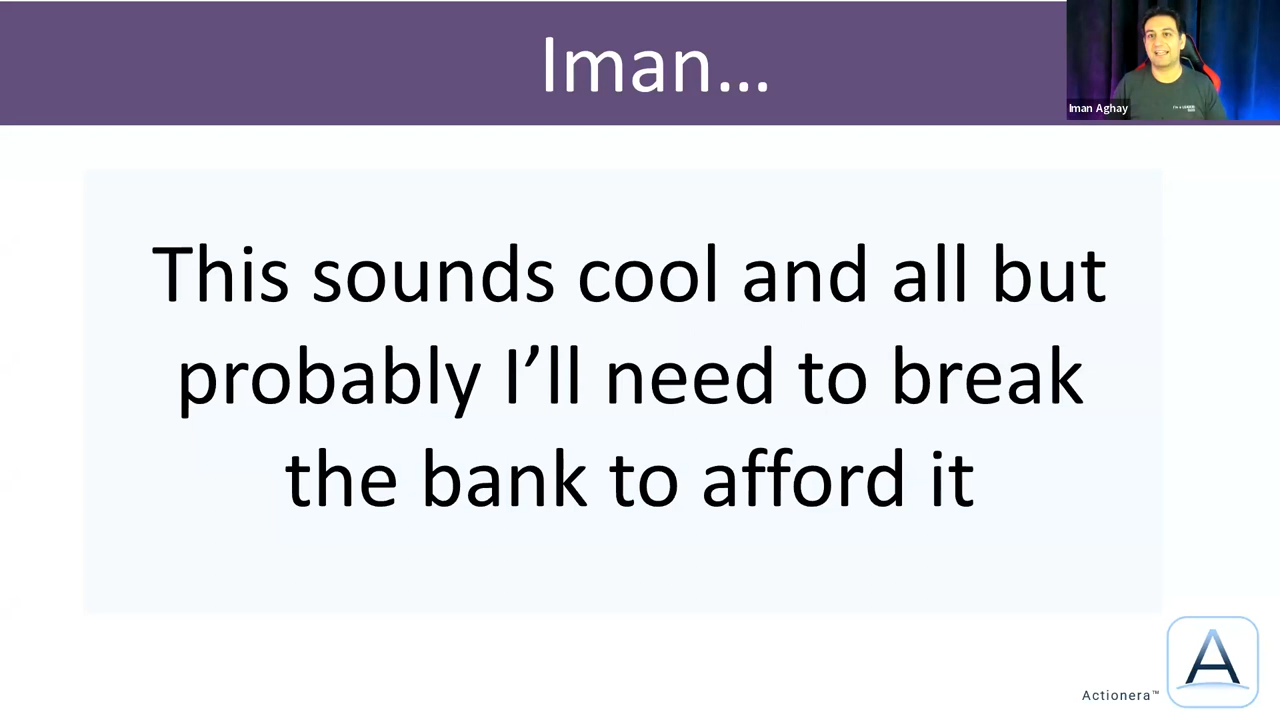 Iman…
Iman Aghay
This sounds cool and all but
probably I’ll need to break
the bank to afford it
A
Actionera™